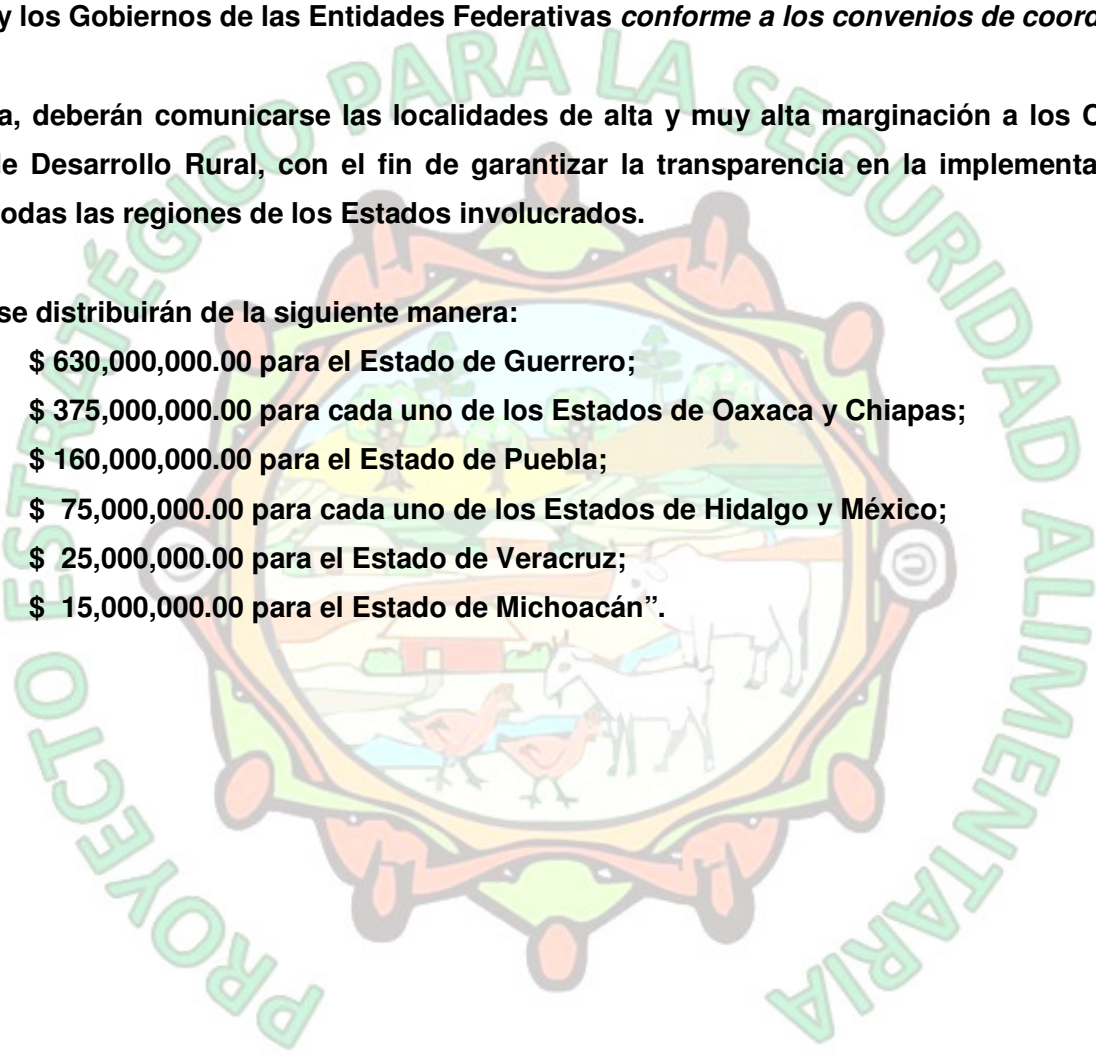 y los Gobiernos de las Entidades Federativas conforme a los convenios de
deberán comunicarse las localidades de alta y muy alta marginación a los
de Desarrollo Rural, con el fin de garantizar la transparencia en la
todas las regiones de los Estados involucrados.
se distribuirán de la siguiente manera:
$ 630,000,000.00 para el Estado de Guerrero;
$ 375,000,000.00 para cada uno de los Estados de Oaxaca y Chiapas;
$ 160,000,000.00 para el Estado de Puebla;
$ 75,000,000.00 para cada uno de los Estados de Hidalgo y México;
$ 25,000,000.00 para el Estado de Veracruz;
$ 15,000,000.00 para el Estado de Michoacán”.
PROYECTO ESTRATÉGICO PARA LA SEGURIDAD ALIMENTARIA